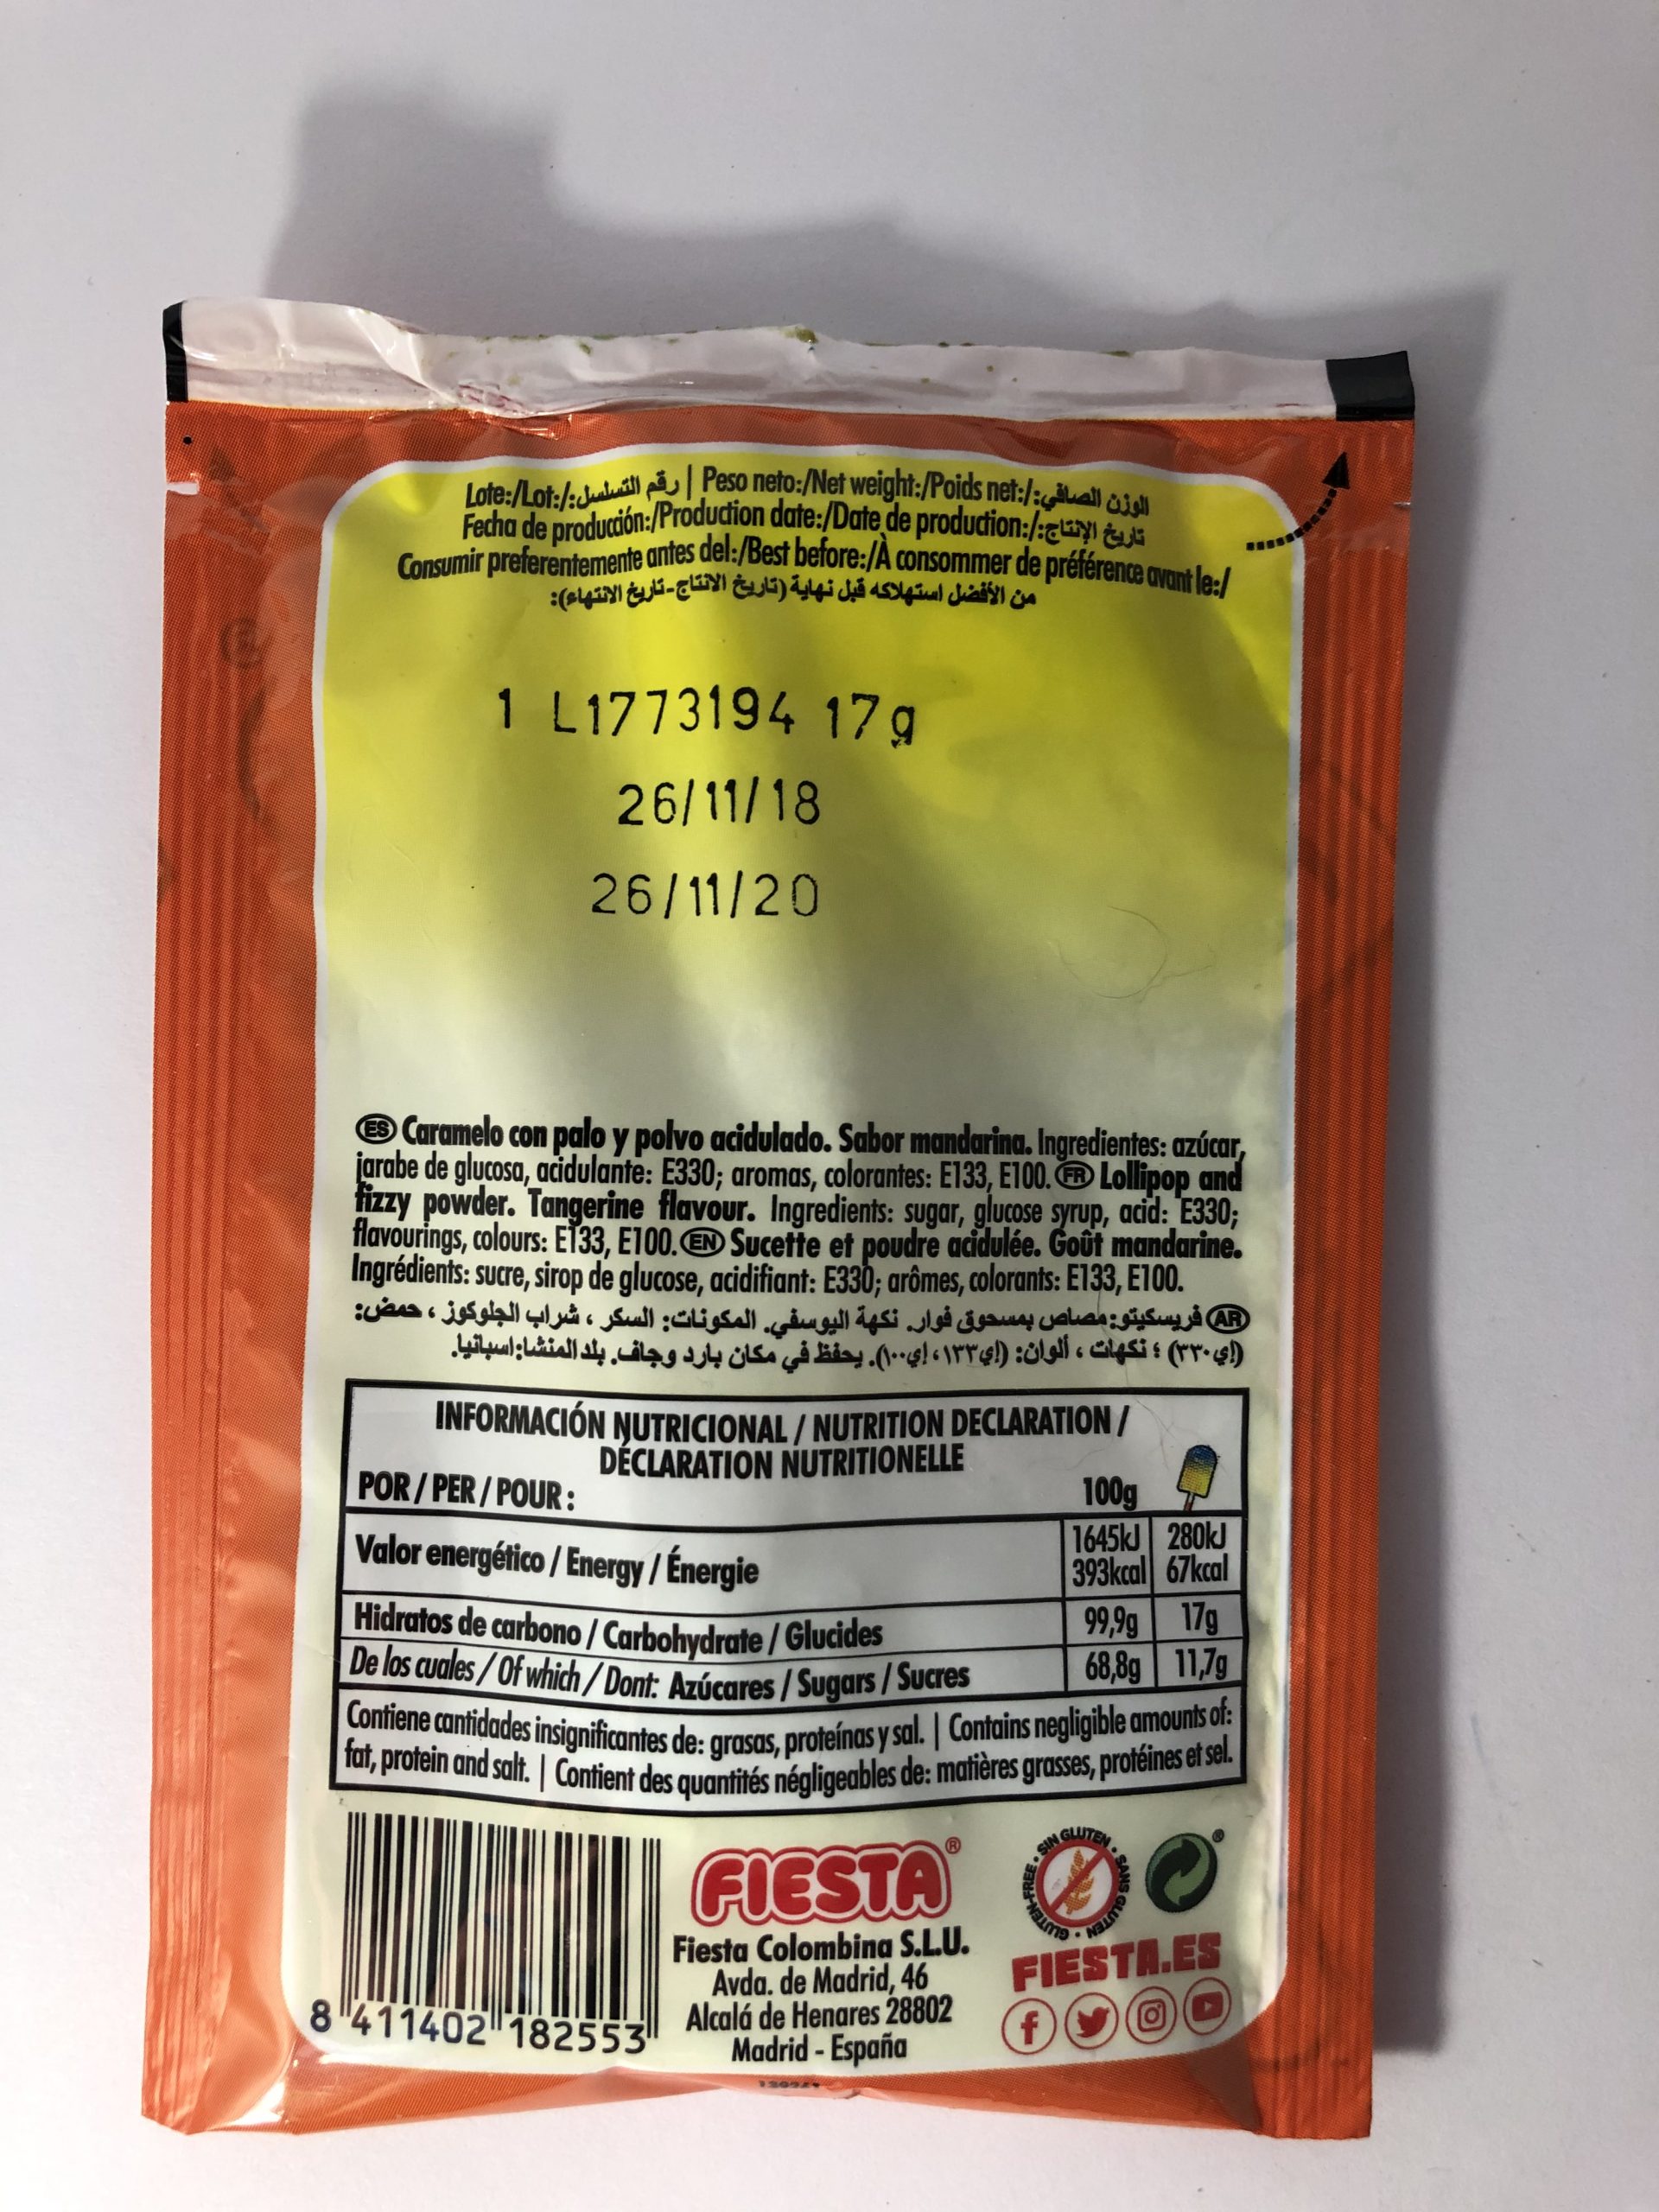 Lote:/Lot:/:رقم التسلسل | Peso neto:/Net weight:/Poids net:/:الوزن الصافي
Fecha de producción:/Production date:/Date de production:/:تاريخ الإنتاج
Consumir preferentemente antes del:/Best before:/À consommer de préférence avant le:/
من الأفضل استهلاكه قبل نهاية (تاريخ الانتاج-تاريخ الانتهاء):
1 L1773194 17g
26/11/18
26/11/20
ES Caramelo con palo y polvo acidulado. Sabor mandarina. Ingredientes: azúcar,
jarabe de glucosa, acidulante: E330; aromas, colorantes: E133, E100. FR Lollipop and
fizzy powder. Tangerine flavour. Ingredients: sugar, glucose syrup, acid: E330;
flavourings, colours: E133, E100. EN Sucette et poudre acidulée. Goût mandarine.
Ingrédients: sucre, sirop de glucose, acidifiant: E330; arômes, colorants: E133, E100.
AR فريسكيتو: مصاص بمسحوق فوار. نكهة اليوسفي. المكونات: السكر ، شراب الجلوكوز ، حمض:
(إي٣٣٠) ؛ نكهات ، ألوان: (إي١٣٣، إي١٠٠). يحفظ في مكان بارد وجاف. بلد المنشا: اسبانيا.
INFORMACIÓN NUTRICIONAL / NUTRITION DECLARATION /
DÉCLARATION NUTRITIONELLE
POR / PER / POUR : 100g
Valor energético / Energy / Énergie 1645kJ 280kJ
393kcal 67kcal
Hidratos de carbono / Carbohydrate / Glucides 99,9g 17g
De los cuales / Of which / Dont: Azúcares / Sugars / Sucres 68,8g 11,7g
Contiene cantidades insignificantes de: grasas, proteínas y sal. | Contains negligible amounts of:
fat, protein and salt. | Contient des quantités négligeables de: matières grasses, protéines et sel.
8 411402 182553
FIESTA®
Fiesta Colombina S.L.U.
Avda. de Madrid, 46
Alcalá de Henares 28802
Madrid - España
SIN GLUTEN • SANS GLUTEN • GLUTEN-FREE •
®
FIESTA.ES